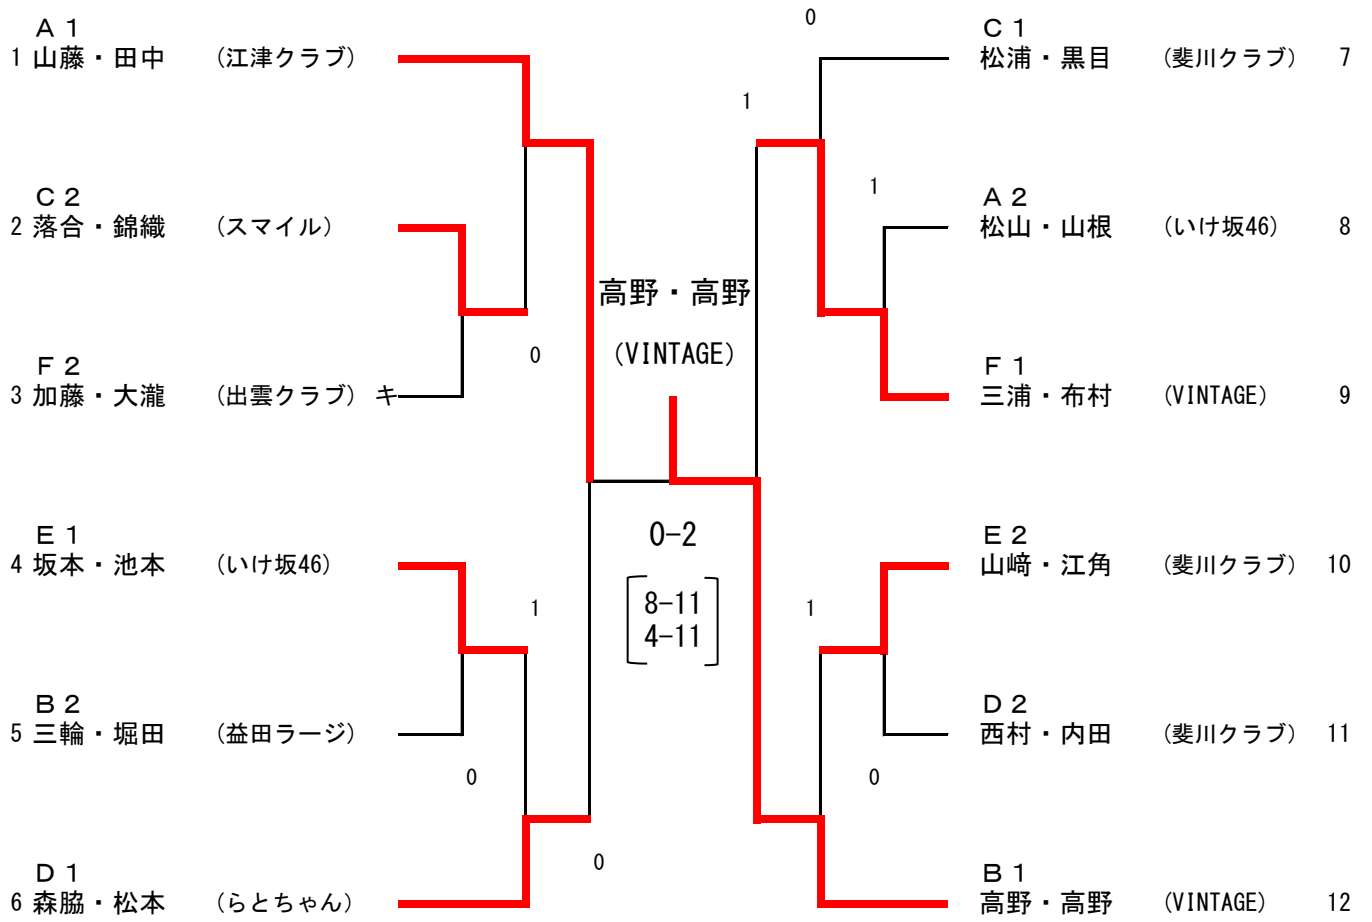 Ａ１
1 山藤・田中 (江津クラブ)
Ｃ２
2 落合・錦織 (スマイル)
Ｆ２
3 加藤・大瀧 (出雲クラブ) キ
Ｅ１
4 坂本・池本 (いけ坂46)
Ｂ２
5 三輪・堀田 (益田ラージ)
Ｄ１
6 森脇・松本 (らとちゃん)
0
1
0
0
高野・高野
(VINTAGE)
0-2
8-11
4-11
0
1
1
1
0
Ｃ１
松浦・黒目 (斐川クラブ) 7
Ａ２
松山・山根 (いけ坂46) 8
Ｆ１
三浦・布村 (VINTAGE) 9
Ｅ２
山﨑・江角 (斐川クラブ) 10
Ｄ２
西村・内田 (斐川クラブ) 11
Ｂ１
高野・高野 (VINTAGE) 12